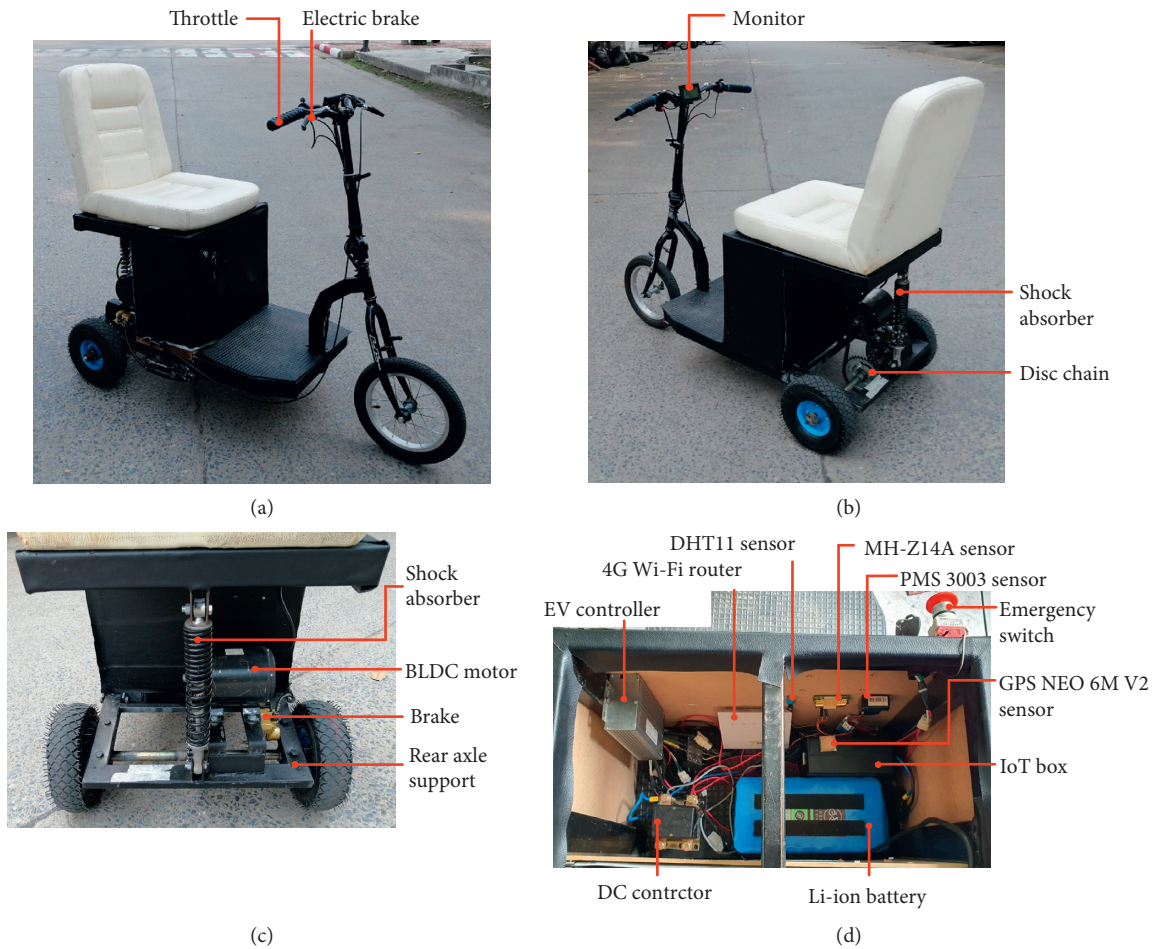 Throttle
Electric brake
Monitor
Shock
absorber
Disc chain
(a)
(b)
Shock
absorber
BLDC motor
Brake
Rear axle
support
DHT11 sensor
4G Wi-Fi router
EV controller
MH-Z14A sensor
PMS 3003 sensor
Emergency
switch
GPS NEO 6M V2
sensor
IoT box
DC contrctor
Li-ion battery
(c)
(d)